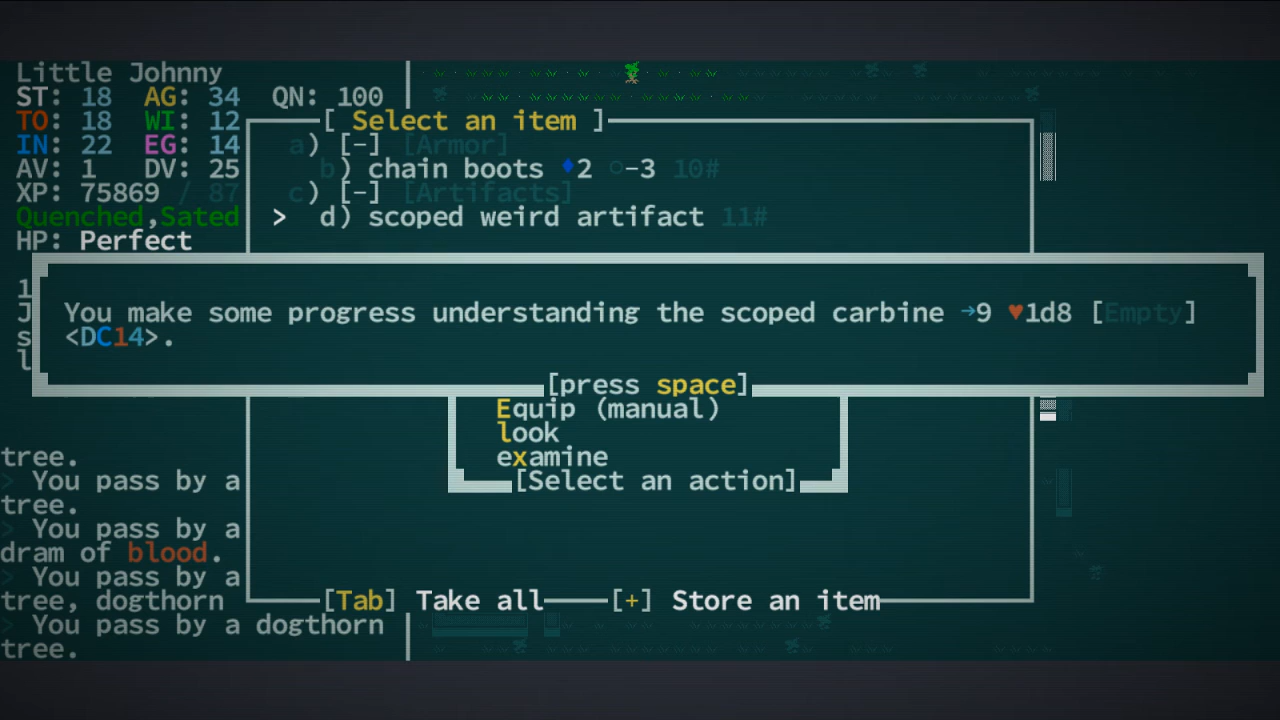 Little Johnny
ST: 18 AG: 34 QN: 100
TO: 18 WI: 12
IN: 22 EG: 14
AV: 1 DV: 25
XP: 75869 / 87
Quenched,Sated
HP: Perfect
[ Select an item ]
a) [-] [Armor]
b) chain boots ♦2 ○-3 10#
c) [-] [Artifacts]
> d) scoped weird artifact 11#
1
J
s
l
You make some progress understanding the scoped carbine →9 ♥1d8 [Empty]
<DC14>.
[press space]
Equip (manual)
look
examine
[Select an action]
tree.
> You pass by a
tree.
> You pass by a
dram of blood.
> You pass by a
tree, dogthorn
> You pass by a dogthorn
tree.
[Tab] Take all
[+] Store an item